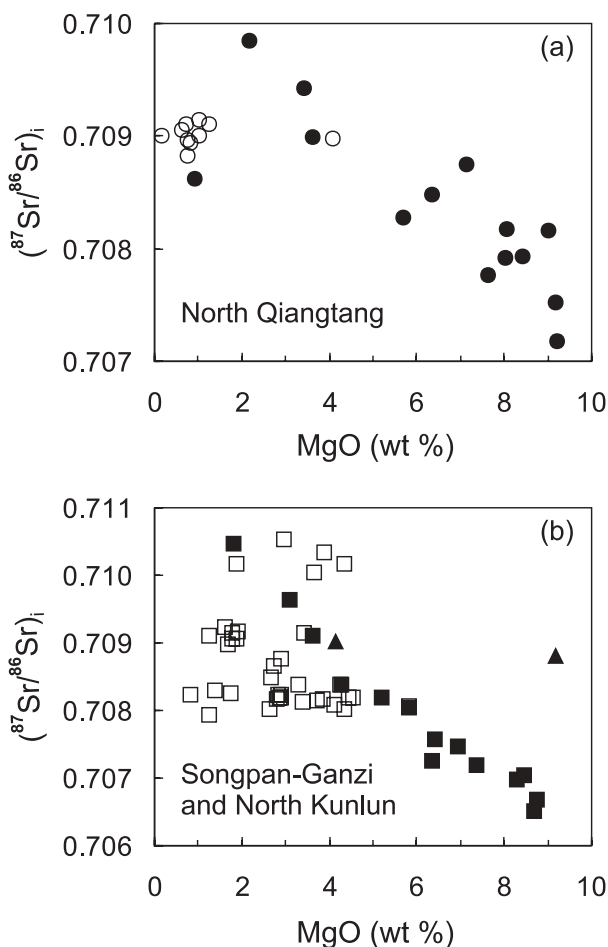 0.710
0.709
0.708
0.707
(⁸⁷Sr/⁸⁶Sr)ᵢ
(a)
North Qiangtang
0 2 4 6 8 10
MgO (wt %)
0.711
0.710
0.709
0.708
0.707
0.706
(⁸⁷Sr/⁸⁶Sr)ᵢ
(b)
Songpan-Ganzi
and North Kunlun
0 2 4 6 8 10
MgO (wt %)